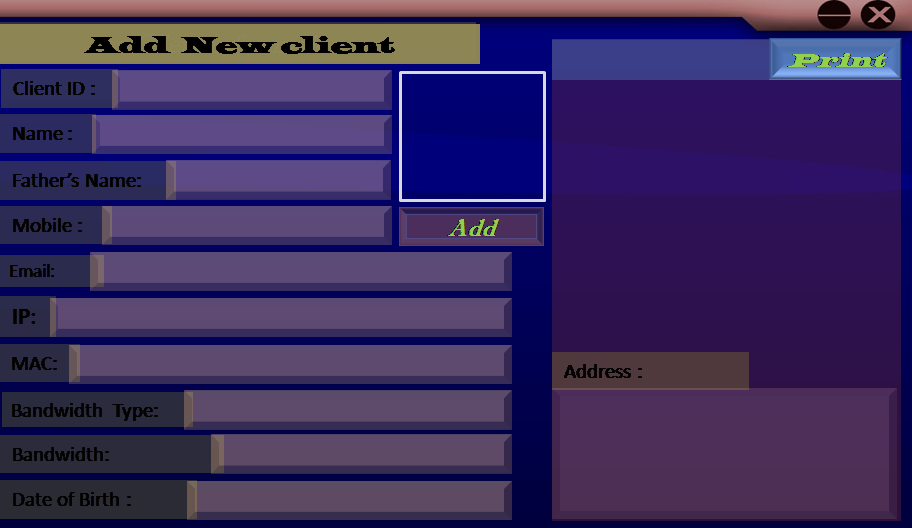 Add New client
Print
Client ID :
Name :
Father's Name:
Mobile :
Add
Email:
IP:
MAC:
Address :
Bandwidth Type:
Bandwidth:
Date of Birth :